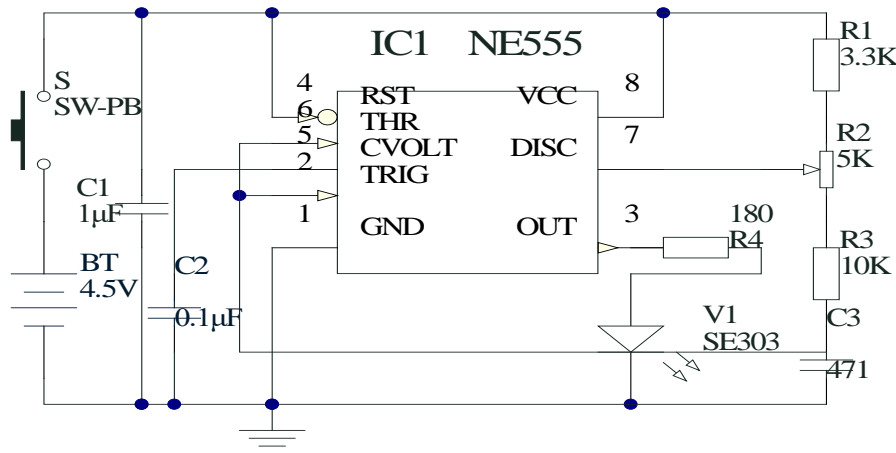 IC1 NE555
R1
3.3K
S
SW-PB
4
RST
VCC
8
6
THR
5
CVOLT
DISC
7
R2
5K
2
TRIG
C1
1μF
1
GND
OUT
3
180
R4
R3
10K
BT
4.5V
C2
0.1μF
V1
SE303
C3
471